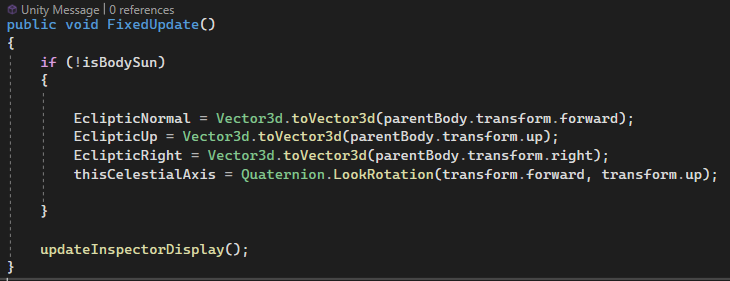 Unity Message | 0 references
public void FixedUpdate()
{
if (!isBodySun)
{
EclipticNormal = Vector3d.toVector3d(parentBody.transform.forward);
EclipticUp = Vector3d.toVector3d(parentBody.transform.up);
EclipticRight = Vector3d.toVector3d(parentBody.transform.right);
thisCelestialAxis = Quaternion.LookRotation(transform.forward, transform.up);
}
updateInspectorDisplay();
}